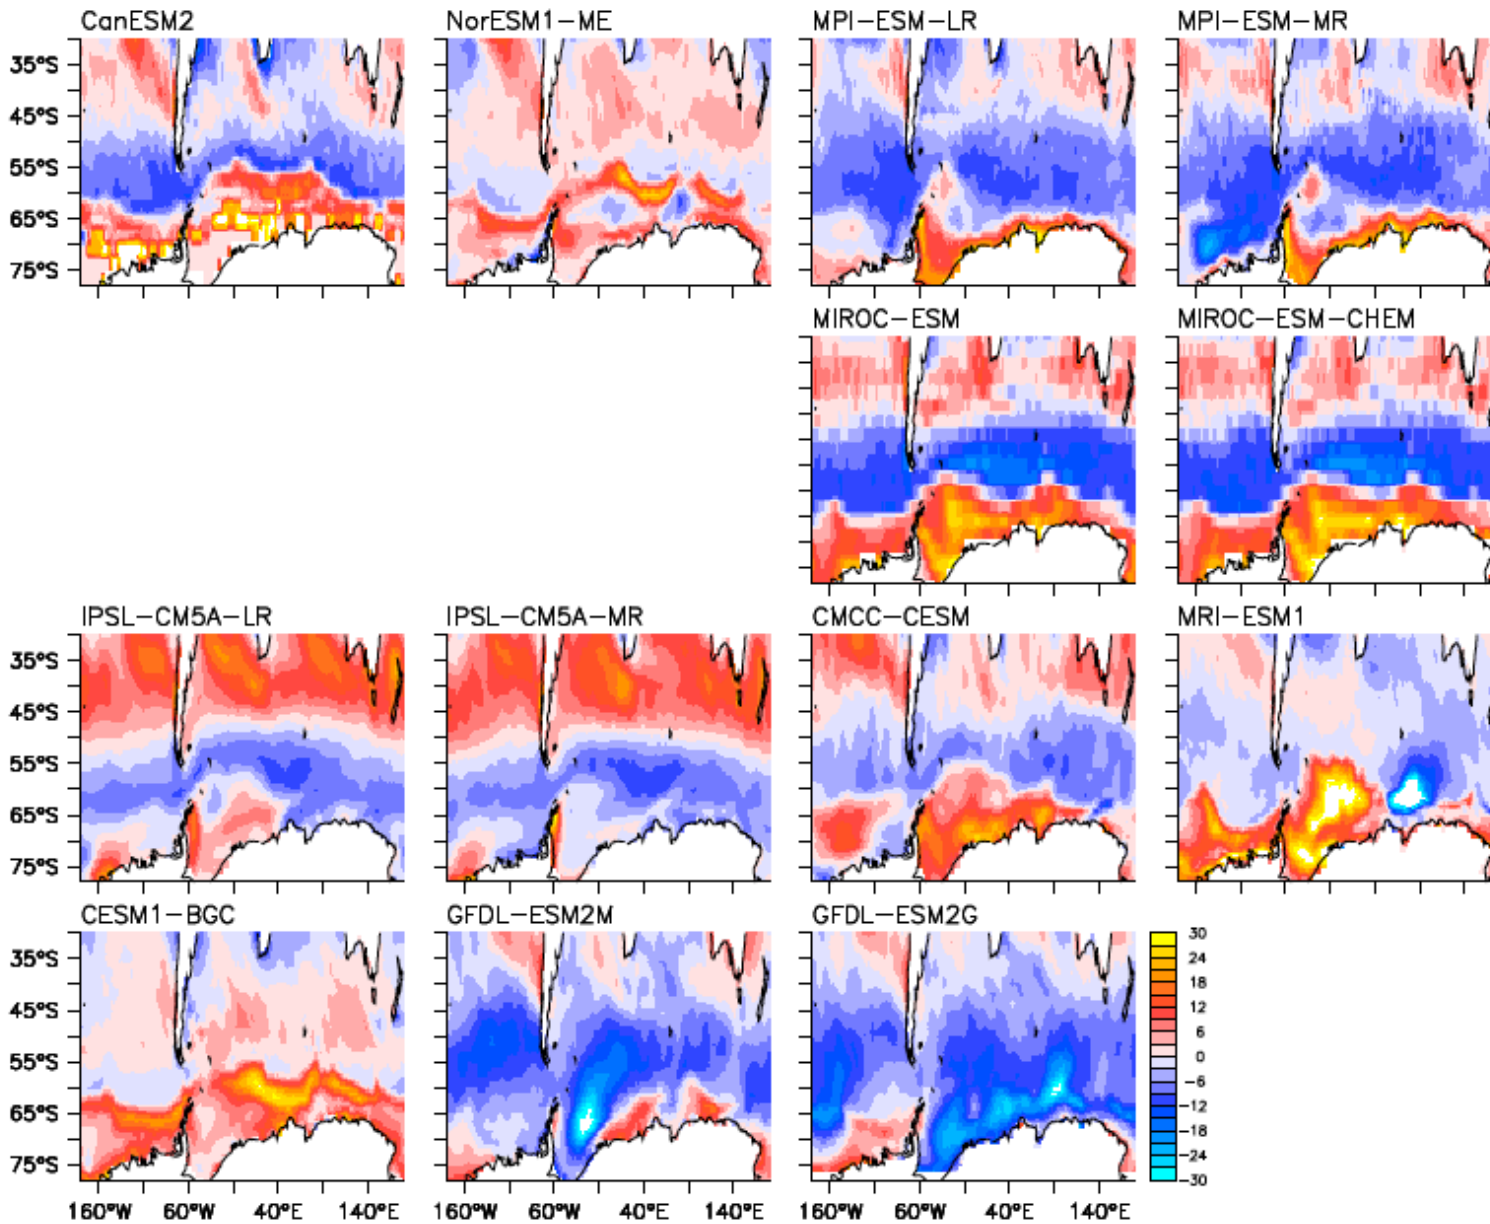 CanESM2 NorESM1−ME MPI−ESM−LR MPI−ESM−MR
35°S
45°S
55°S
65°S
75°S
MIROC−ESM MIROC−ESM−CHEM
IPSL−CM5A−LR IPSL−CM5A−MR CMCC−CESM MRI−ESM1
35°S
45°S
55°S
65°S
75°S
CESM1−BGC GFDL−ESM2M GFDL−ESM2G
35°S
45°S
55°S
65°S
75°S
30
24
18
12
6
0
−6
−12
−18
−24
−30
160°W 60°W 40°E 140°E 160°W 60°W 40°E 140°E 160°W 60°W 40°E 140°E